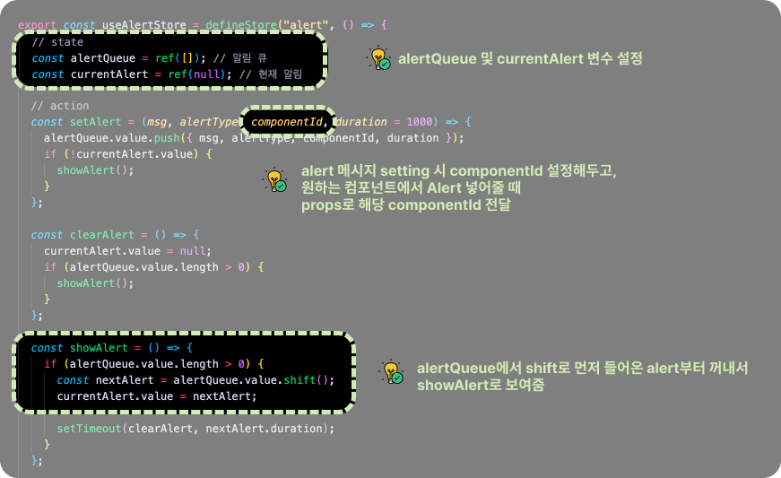 export const useAlertStore = defineStore("alert", () => {
// state
const alertQueue = ref([]); // 알림 큐
const currentAlert = ref(null); // 현재 알림
alertQueue 및 currentAlert 변수 설정
// action
const setAlert = (msg, alertType, componentId, duration = 1000) => {
alertQueue.value.push({ msg, alertType, componentId, duration });
if (!currentAlert.value) {
showAlert();
}
};
alert 메시지 setting 시 componentId 설정해두고,
원하는 컴포넌트에서 Alert 넣어줄 때
props로 해당 componentId 전달
const clearAlert = () => {
currentAlert.value = null;
if (alertQueue.value.length > 0) {
showAlert();
}
};
const showAlert = () => {
if (alertQueue.value.length > 0) {
const nextAlert = alertQueue.value.shift();
currentAlert.value = nextAlert;
alertQueue에서 shift로 먼저 들어온 alert부터 꺼내서
showAlert로 보여줌
setTimeout(clearAlert, nextAlert.duration);
}
};